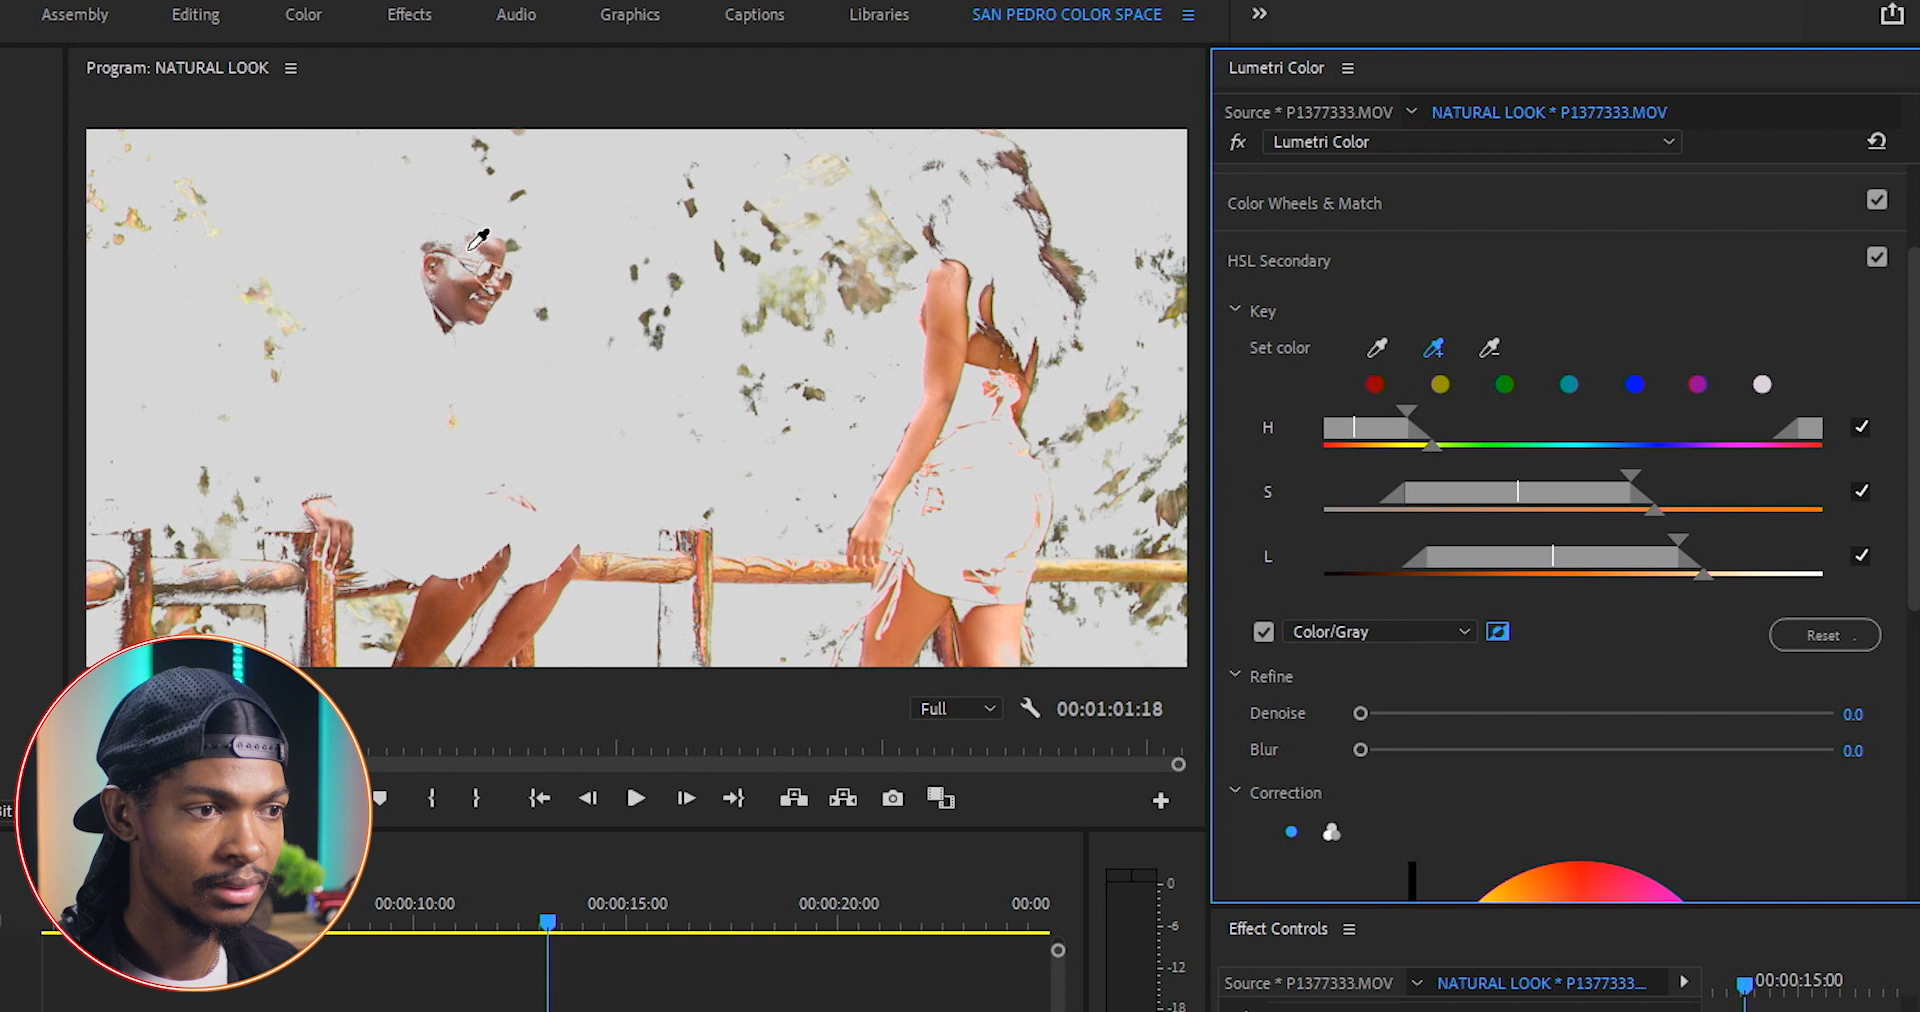 Assembly Editing Color Effects Audio Graphics Captions Libraries SAN PEDRO COLOR SPACE
Program: NATURAL LOOK
Lumetri Color
Source * P1377333.MOV NATURAL LOOK * P1377333.MOV
fx Lumetri Color
Color Wheels & Match
HSL Secondary
Key
Set color
H
S
L
Color/Gray Reset
Refine
Denoise 0.0
Blur 0.0
Correction
Full 00:01:01:18
00:00:10:00 00:00:15:00 00:00:20:00 00:00
0
-6
-12
-18
Effect Controls
Source * P1377333.MOV NATURAL LOOK * P1377333... 00:00:15:00